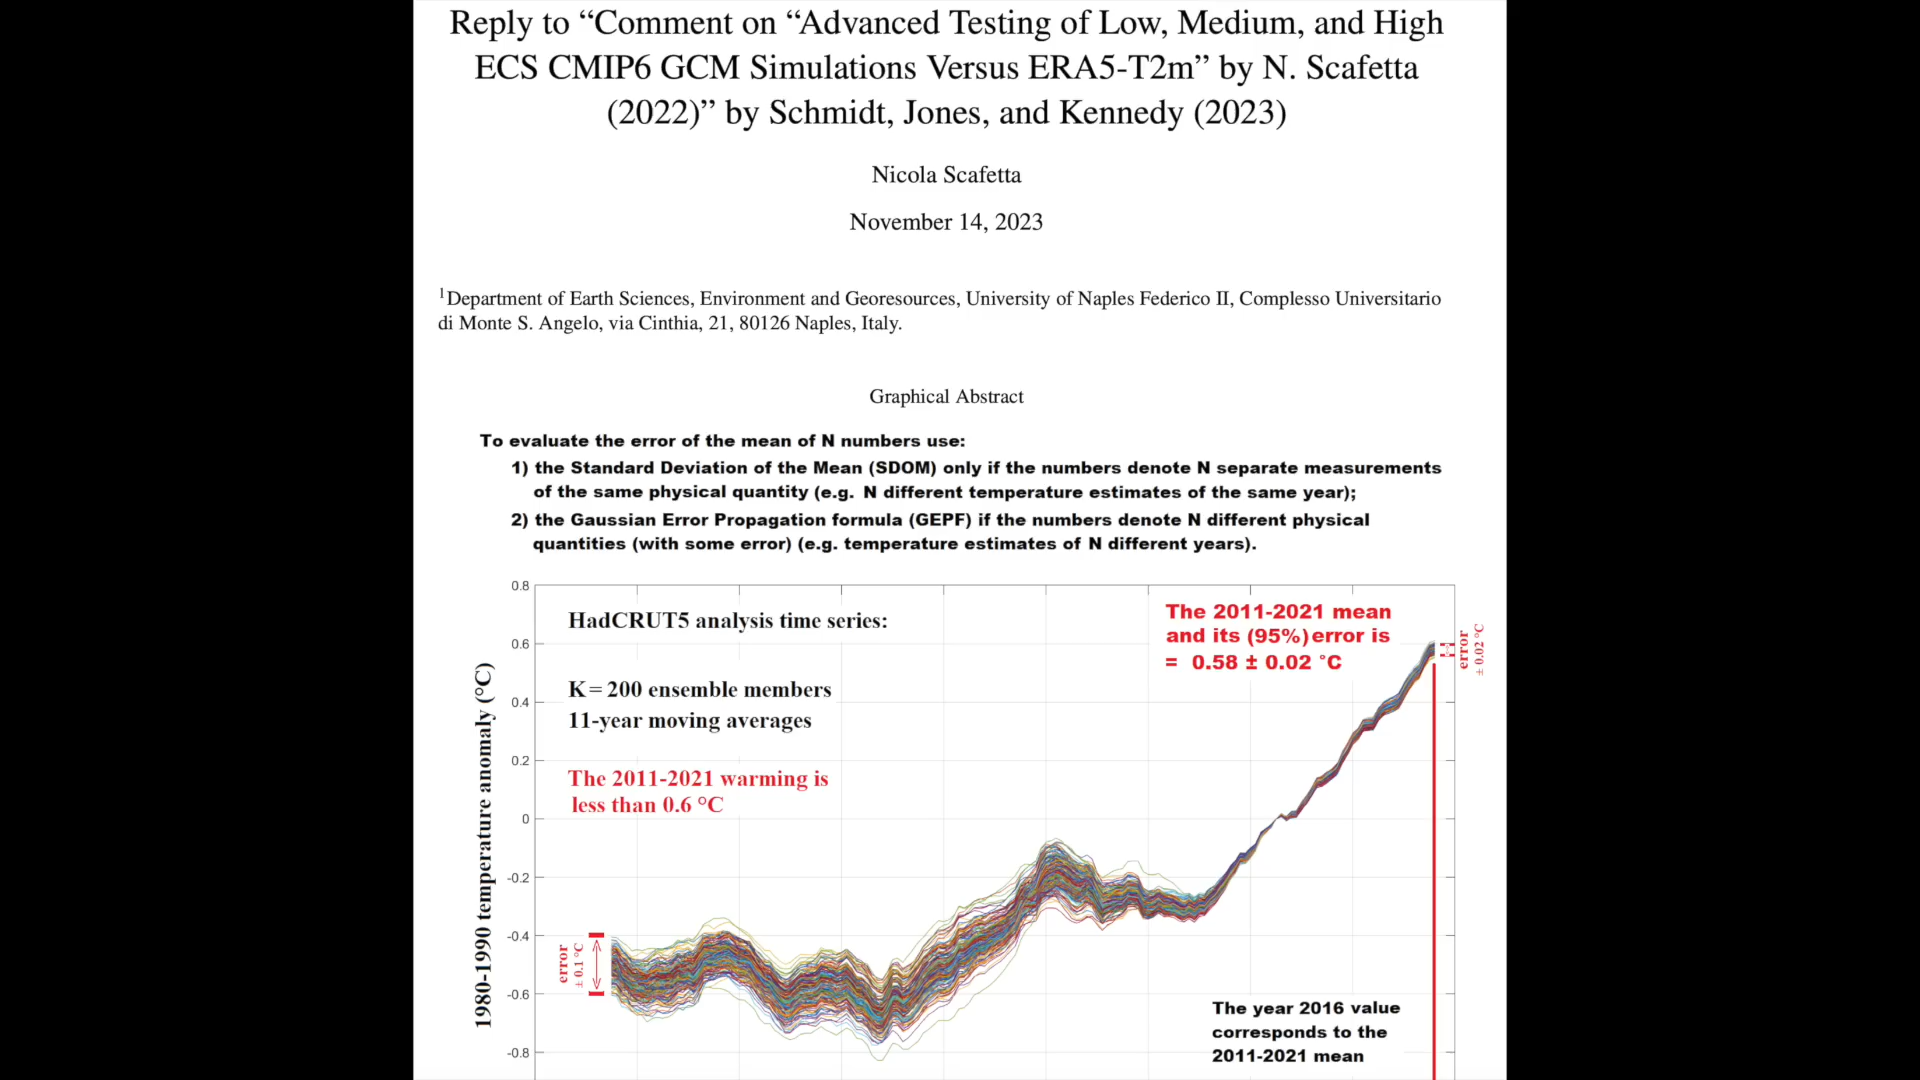 Reply to “Comment on “Advanced Testing of Low, Medium, and High
ECS CMIP6 GCM Simulations Versus ERA5-T2m” by N. Scafetta
(2022)” by Schmidt, Jones, and Kennedy (2023)
Nicola Scafetta
November 14, 2023
1Department of Earth Sciences, Environment and Georesources, University of Naples Federico II, Complesso Universitario
di Monte S. Angelo, via Cinthia, 21, 80126 Naples, Italy.
Graphical Abstract
To evaluate the error of the mean of N numbers use:
1) the Standard Deviation of the Mean (SDOM) only if the numbers denote N separate measurements
of the same physical quantity (e.g. N different temperature estimates of the same year);
2) the Gaussian Error Propagation formula (GEPF) if the numbers denote N different physical
quantities (with some error) (e.g. temperature estimates of N different years).
0.8
0.6
0.4
0.2
0
-0.2
-0.4
-0.6
-0.8
1980-1990 temperature anomaly (°C)
HadCRUT5 analysis time series:
K= 200 ensemble members
11-year moving averages
The 2011-2021 warming is
less than 0.6 °C
The 2011-2021 mean
and its (95%) error is
= 0.58 ± 0.02 °C
error
± 0.02 °C
error
± 0.1 °C
The year 2016 value
corresponds to the
2011-2021 mean